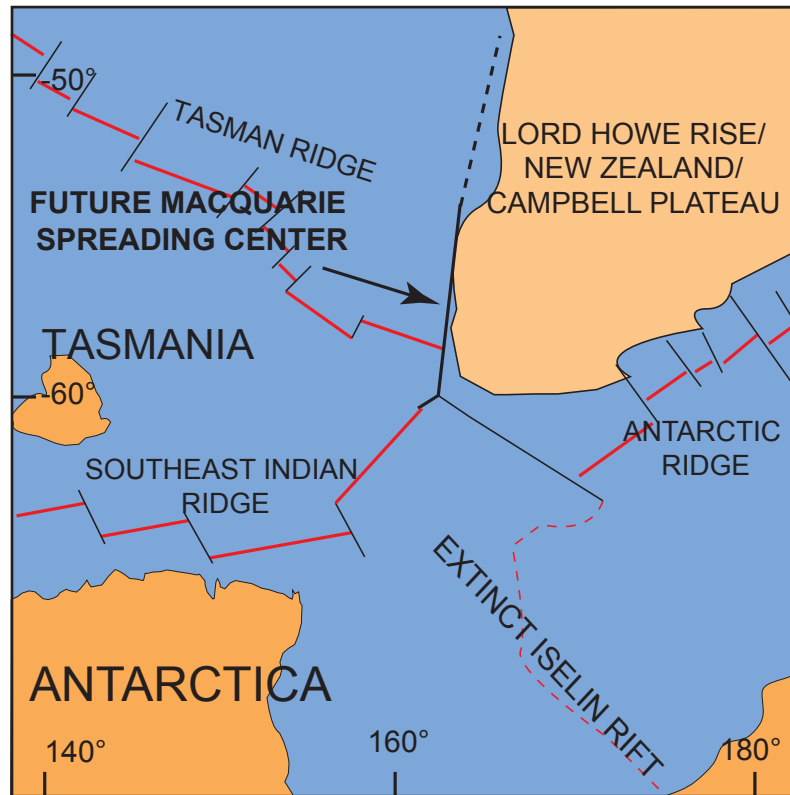 -50°
TASMAN RIDGE
LORD HOWE RISE/
NEW ZEALAND/
CAMPBELL PLATEAU
FUTURE MACQUARIE
SPREADING CENTER
TASMANIA
-60°
SOUTHEAST INDIAN
RIDGE
ANTARCTIC
RIDGE
EXTINCT ISELIN RIFT
ANTARCTICA
140°
160°
180°